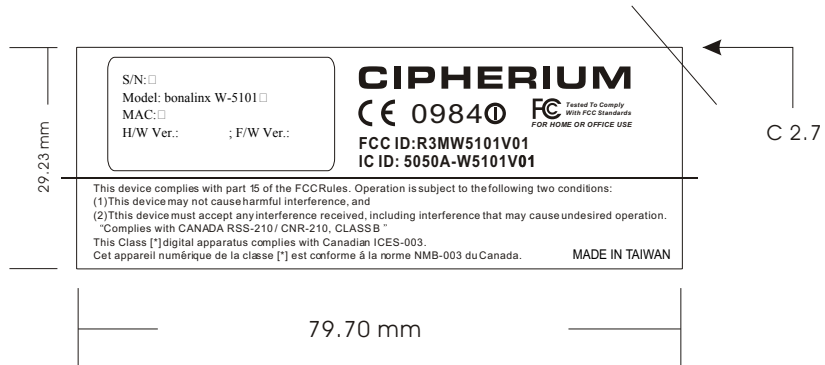 S/N:□
Model: bonalinx W-5101□
MAC:□
H/W Ver.: ; F/W Ver.:
CIPHERIUM
CE 0984
FC Tested To Comply
With FCC Standards
FOR HOME OR OFFICE USE
FCC ID:R3MW5101V01
IC ID: 5050A-W5101V01
This device complies with part 15 of the FCC Rules. Operation is subject to the following two conditions:
(1)This device may not cause harmful interference, and
(2)Tthis device must accept any interference received, including interference that may cause undesired operation.
“Complies with CANADA RSS-210 / CNR-210, CLASS B ”
This Class [*] digital apparatus complies with Canadian ICES-003.
Cet appareil numérique de la classe [*] est conforme á la norme NMB-003 du Canada. MADE IN TAIWAN
29.23 mm
79.70 mm
C 2.7